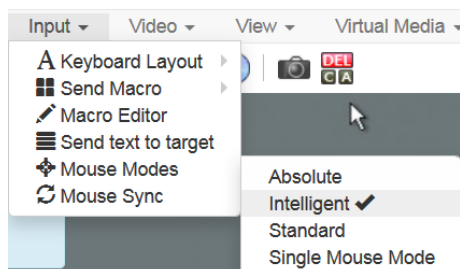 Input Video View Virtual Media
DEL
C A
A Keyboard Layout
Send Macro
Macro Editor
Send text to target
Mouse Modes
Mouse Sync
Absolute
Intelligent
Standard
Single Mouse Mode